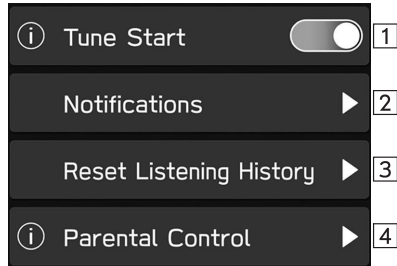 Tune Start 1
Notifications 2
Reset Listening History 3
Parental Control 4